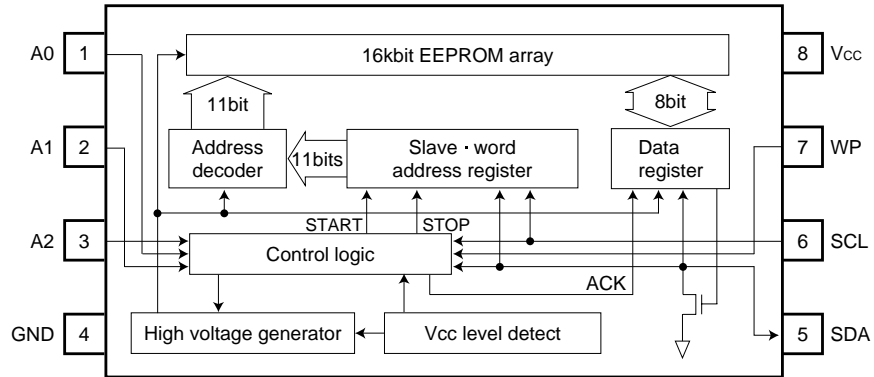 A0 1 16kbit EEPROM array 8 Vcc
11bit 8bit
A1 2 Address decoder 11bits Slave・word address register Data register 7 WP
START STOP
A2 3 Control logic 6 SCL
ACK
GND 4 High voltage generator Vcc level detect 5 SDA